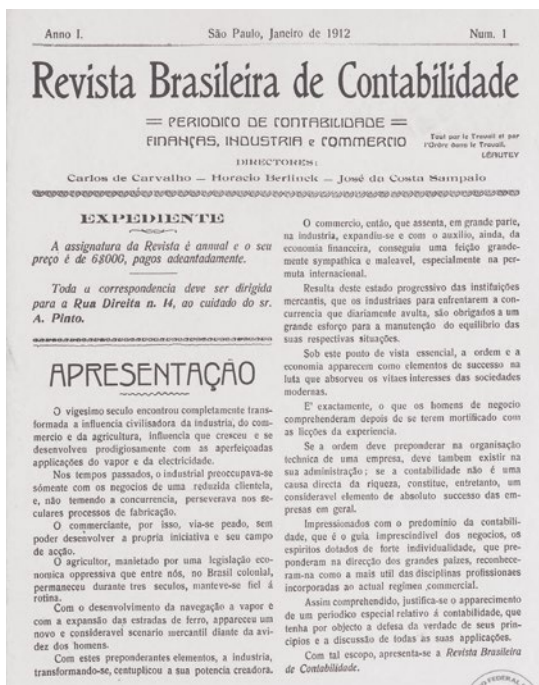 Anno I. São Paulo, Janeiro de 1912 Num. 1
Revista Brasileira de Contabilidade
PERIODICO DE CONTABILIDADE
FINANÇAS, INDUSTRIA e COMMERCIO
Tout par le Travail et par
l'Ordre dans le Travail.
LÉAUTEY
DIRECTORES:
Carlos de Carvalho — Horacio Berlinck — José da Costa Sampaio
EXPEDIENTE
A assignatura da Revista é annual e o seu
preço é de 6$000, pagos adeantadamente.
Toda a correspondencia deve ser dirigida
para a Rua Direita n. 14, ao cuidado do sr.
A. Pinto.
APRESENTAÇÃO
O vigesimo seculo encontrou completamente trans-
formada a influencia civilisadora da industria, do com-
mercio e da agricultura, influencia que cresceu e se
desenvolveu prodigiosamente com as aperfeiçoadas
applicações do vapor e da electricidade.
Nos tempos passados, o industrial preoccupava-se
sómente com os negocios de uma reduzida clientela,
e, não temendo a concurrencia, perseverava nos se-
culares processos de fabricação.
O commerciante, por isso, via-se peado, sem
poder desenvolver a propria iniciativa e seu campo
de acção.
O agricultor, manietado por uma legislação eco-
nomica oppressiva que entre nós, no Brasil colonial,
permaneceu durante tres seculos, manteve-se fiel á
rotina.
Com o desenvolvimento da navegação a vapor e
com a expansão das estradas de ferro, appareceu um
novo e consideravel scenario mercantil diante da avi-
dez dos homens.
Com estes preponderantes elementos, a industria,
transformando-se, centuplicou a sua potencia creadora.
O commercio, então, que assenta, em grande parte,
na industria, expandiu-se e com o auxilio, ainda, da
economia financeira, conseguiu uma feição grande-
mente sympathica e maleavel, especialmente na per-
muta internacional.
Resulta deste estado progressivo das instituições
mercantis, que os industriaes para enfrentarem a con-
currencia que diariamente avulta, são obrigados a um
grande esforço para a manutenção do equilibrio das
suas respectivas situações.
Sob este ponto de vista essencial, a ordem e a
economia apparecem como elementos de successo na
luta que absorveu os vitaes interesses das sociedades
modernas.
E' exactamente, o que os homens de negocio
comprehenderam depois de se terem mortificado com
as licções da experiencia.
Se a ordem deve preponderar na organisação
technica de uma empresa, deve tambem existir na
sua administração; se a contabilidade não é uma
causa directa da riqueza, constitue, entretanto, um
consideravel elemento de absoluto successo das em-
presas em geral.
Impressionados com o predominio da contabili-
dade, que é o guia imprescindivel dos negocios, os
espiritos dotados de forte individualidade, que pre-
ponderam na direcção dos grandes paizes, reconhece-
ram-na como a mais util das disciplinas profissionaes
incorporadas ao actual regimen commercial.
Assim comprehendido, justifica-se o apparecimento
de um periodico especial relativo á contabilidade, que
tenha por objecto a defesa da verdade de seus prin-
cipios e a discussão de todas as suas applicações.
Com tal escopo, apresenta-se a Revista Brasileira
de Contabilidade.